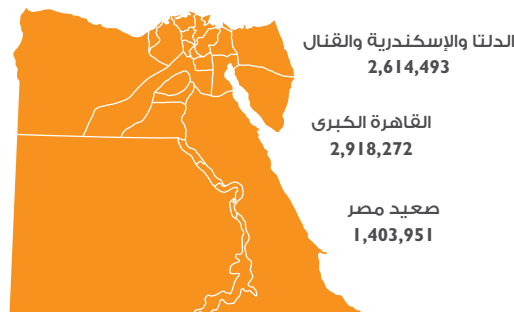 الدلتا والإسكندرية والقنال
2,614,493
القاهرة الكبرى
2,918,272
صعيد مصر
1,403,951